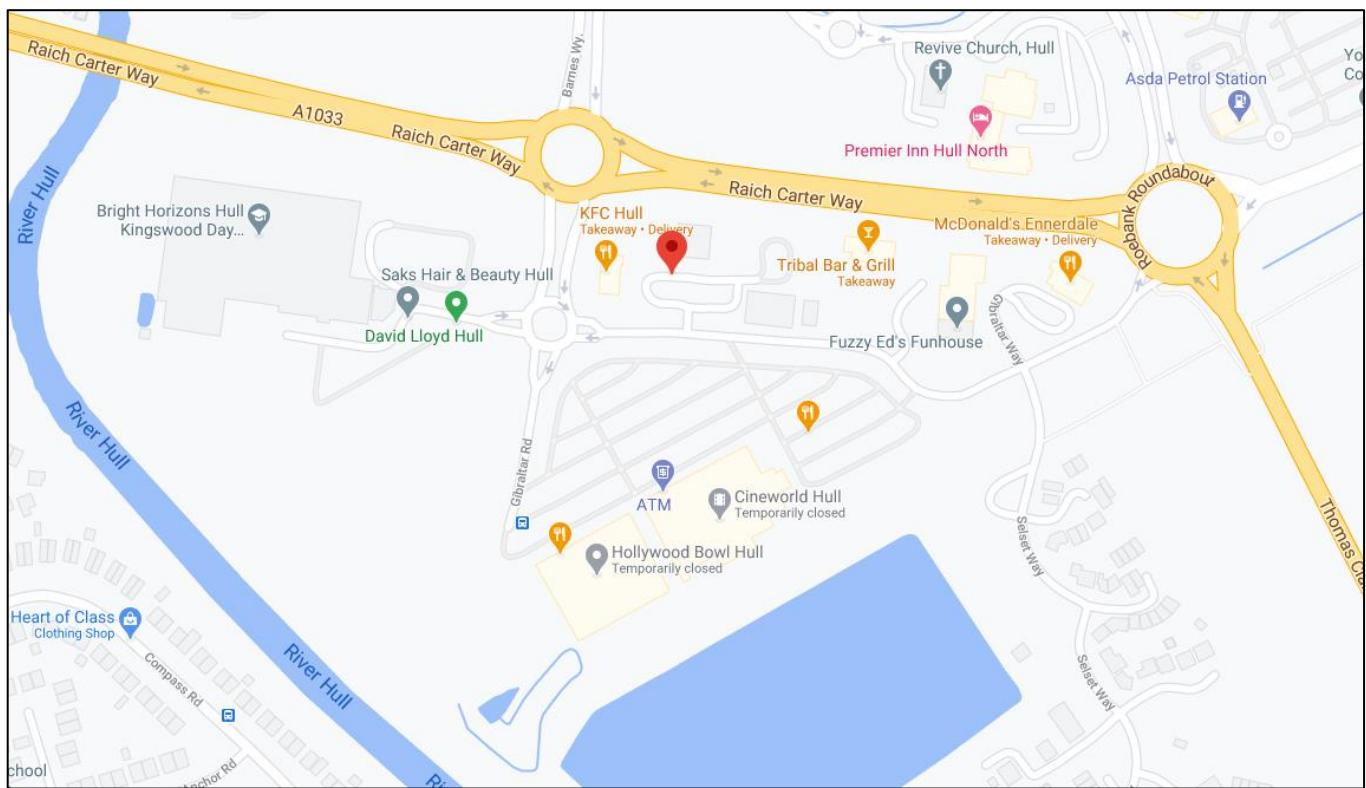 Raich Carter Way
A1033
Raich Carter Way
Barnes Wy.
Revive Church, Hull
Asda Petrol Station
Yo
Co
Premier Inn Hull North
Raich Carter Way
Roebank Roundabout
River Hull
Bright Horizons Hull
Kingswood Day...
KFC Hull
Takeaway • Delivery
McDonald's Ennerdale
Takeaway • Delivery
Tribal Bar & Grill
Takeaway
Saks Hair & Beauty Hull
David Lloyd Hull
Fuzzy Ed's Funhouse
Gibraltar Way
River Hull
Gibraltar Rd
ATM
Cineworld Hull
Temporarily closed
Hollywood Bowl Hull
Temporarily closed
Selset Way
Thomas Cla
Heart of Class
Clothing Shop
Compass Rd
River Hull
Selset Way
chool
Anchor Rd
Riv